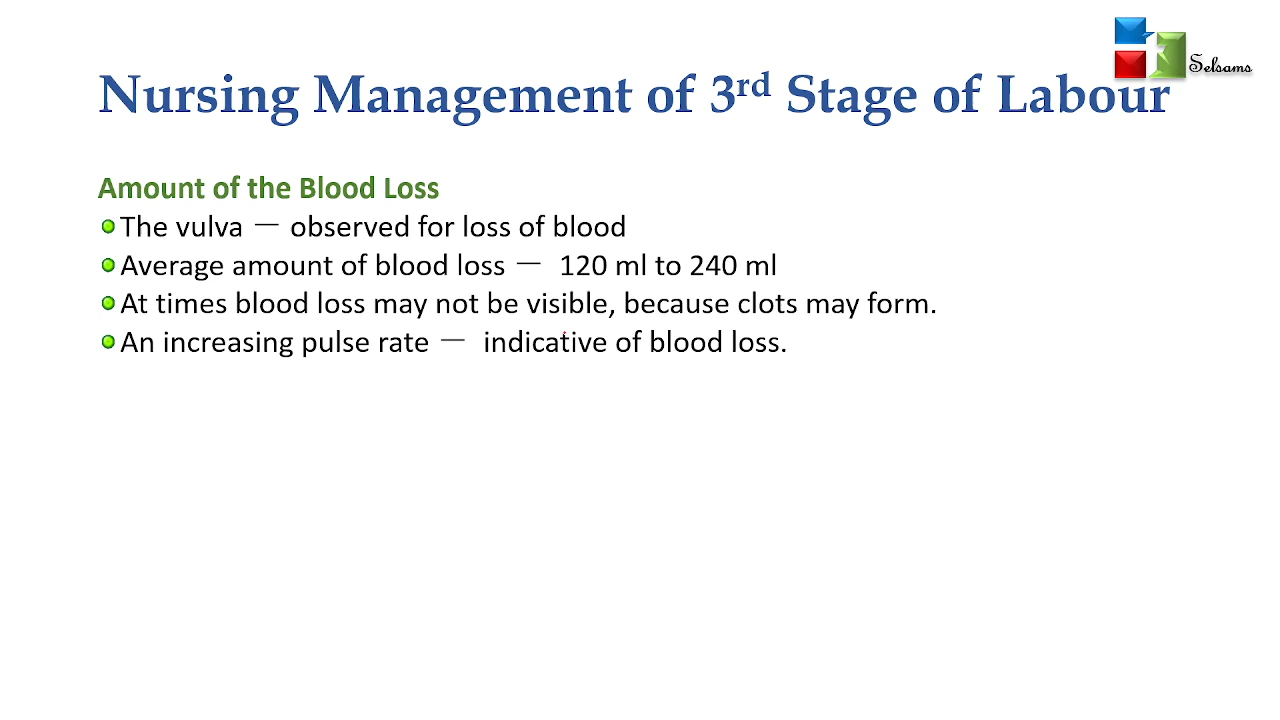 Selsams
Nursing Management of 3rd Stage of Labour
Amount of the Blood Loss
The vulva — observed for loss of blood
Average amount of blood loss — 120 ml to 240 ml
At times blood loss may not be visible, because clots may form.
An increasing pulse rate — indicative of blood loss.